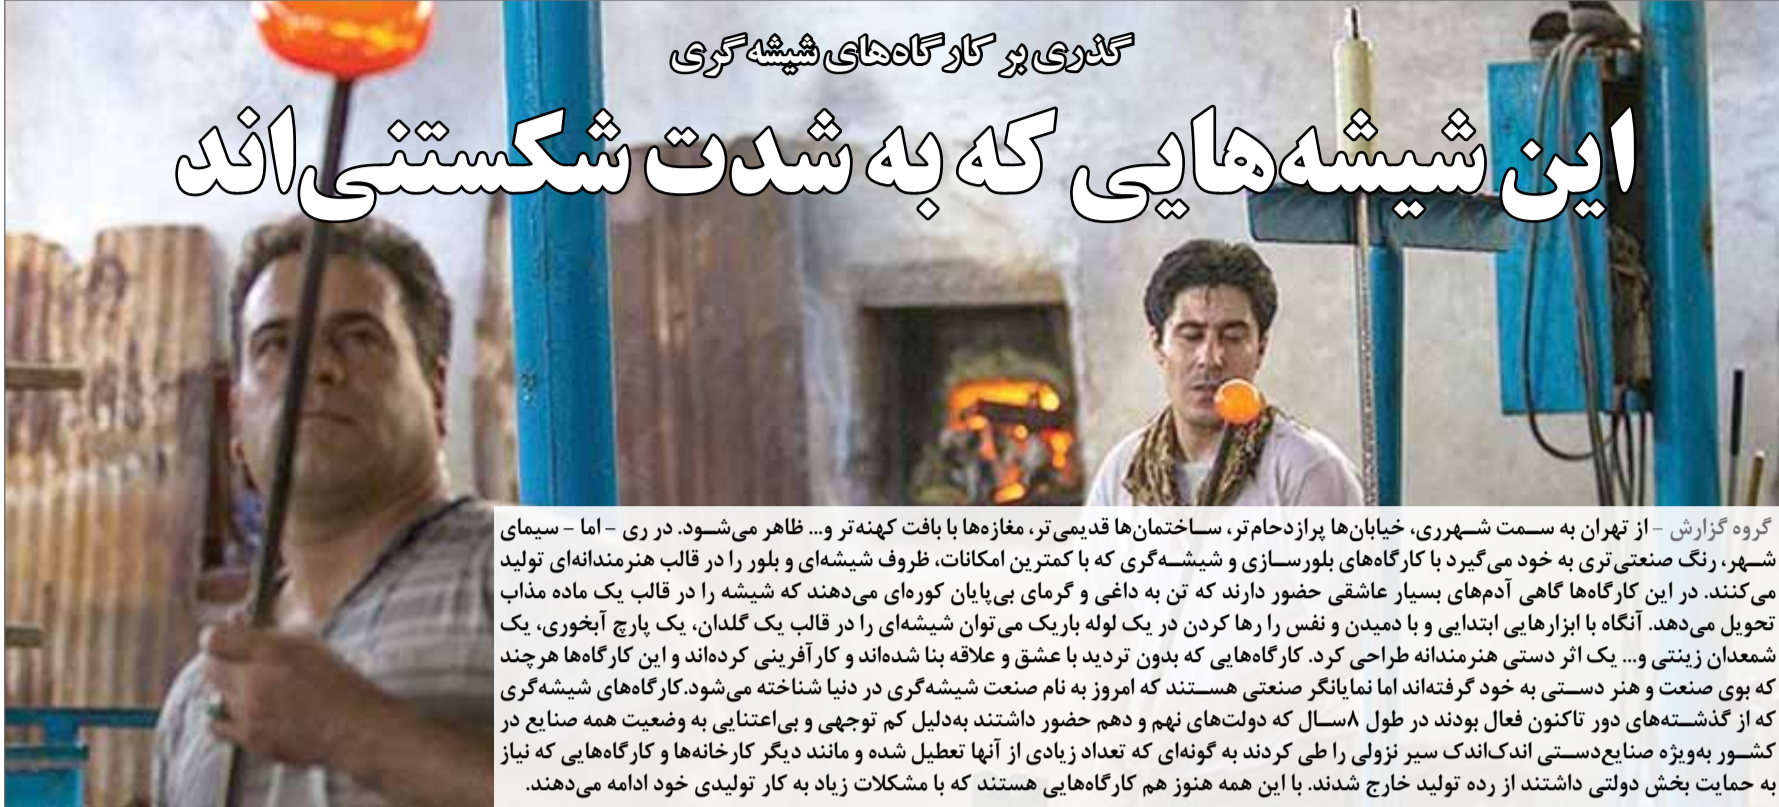 گذری بر کارگاه‌های شیشه‌گری
این شیشه‌هایی که به شدت شکستنی‌اند
گروه گزارش - از تهران به سمت شهرری، خیابان‌ها پرازدحام‌تر، ساختمان‌ها قدیمی‌تر، مغازه‌ها با بافت کهنه‌تر و... ظاهر می‌شود. در ری - اما - سیمای
شهر، رنگ صنعتی‌تری به خود می‌گیرد با کارگاه‌های بلورسازی و شیشه‌گری که با کمترین امکانات، ظروف شیشه‌ای و بلور را در قالب هنرمندانه‌ای تولید
می‌کنند. در این کارگاه‌ها گاهی آدم‌های بسیار عاشقی حضور دارند که تن به داغی و گرمای بی‌پایان کوره‌ای می‌دهند که شیشه را در قالب یک ماده مذاب
تحویل می‌دهد. آنگاه با ابزارهایی ابتدایی و با دمیدن و نفس را رها کردن در یک لوله باریک می‌توان شیشه‌ای را در قالب یک گلدان، یک پارچ آبخوری، یک
شمعدان زینتی و... یک اثر دستی هنرمندانه طراحی کرد. کارگاه‌هایی که بدون تردید با عشق و علاقه بنا شده‌اند و کارآفرینی کرده‌اند و این کارگاه‌ها هرچند
که بوی صنعت و هنر دستی به خود گرفته‌اند اما نمایانگر صنعتی هستند که امروز به نام صنعت شیشه‌گری در دنیا شناخته می‌شود.کارگاه‌های شیشه‌گری
که از گذشته‌های دور تاکنون فعال بودند در طول ۸سال که دولت‌های نهم و دهم حضور داشتند به‌دلیل کم توجهی و بی‌اعتنایی به وضعیت همه صنایع در
کشور به‌ویژه صنایع‌دستی اندک‌اندک سیر نزولی را طی کردند به گونه‌ای که تعداد زیادی از آنها تعطیل شده و مانند دیگر کارخانه‌ها و کارگاه‌هایی که نیاز
به حمایت بخش دولتی داشتند از رده تولید خارج شدند. با این همه هنوز هم کارگاه‌هایی هستند که با مشکلات زیاد به کار تولیدی خود ادامه می‌دهند.